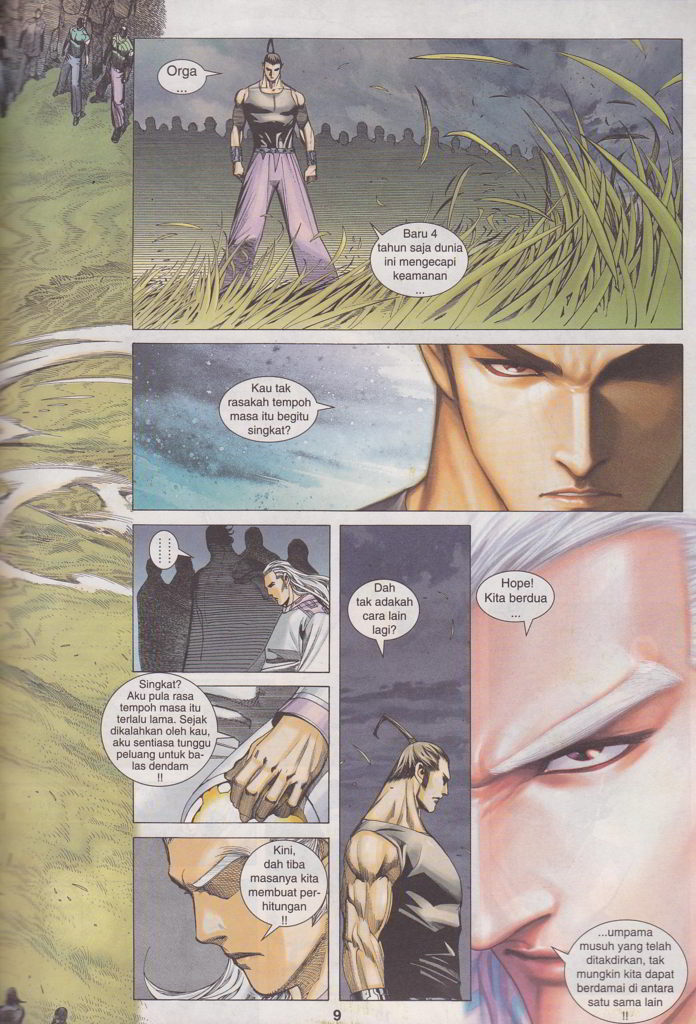 Orga
...
Baru 4
tahun saja dunia
ini mengecapi
keamanan
...
Kau tak
rasakah tempoh
masa itu begitu
singkat?
......
Singkat?
Aku pula rasa
tempoh masa itu
terlalu lama. Sejak
dikalahkan oleh kau,
aku sentiasa tunggu
peluang untuk ba-
las dendam
!!
Kini,
dah tiba
masanya kita
membuat per-
hitungan
!!
Dah
tak adakah
cara lain
lagi?
Hope!
Kita berdua
...
...umpama
musuh yang telah
ditakdirkan, tak
mungkin kita dapat
berdamai di antara
satu sama lain
!!
9